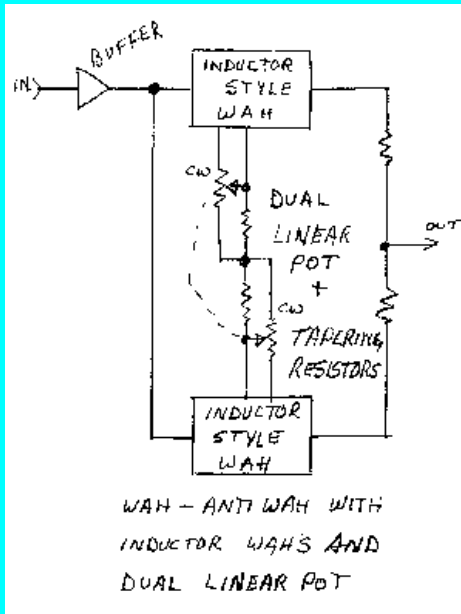 BUFFER
IN
INDUCTOR
STYLE
WAH
CW
DUAL
LINEAR
POT
+
OUT
CW
TAPERING
RESISTORS
INDUCTOR
STYLE
WAH
WAH - ANTI WAH WITH
INDUCTOR WAH'S AND
DUAL LINEAR POT